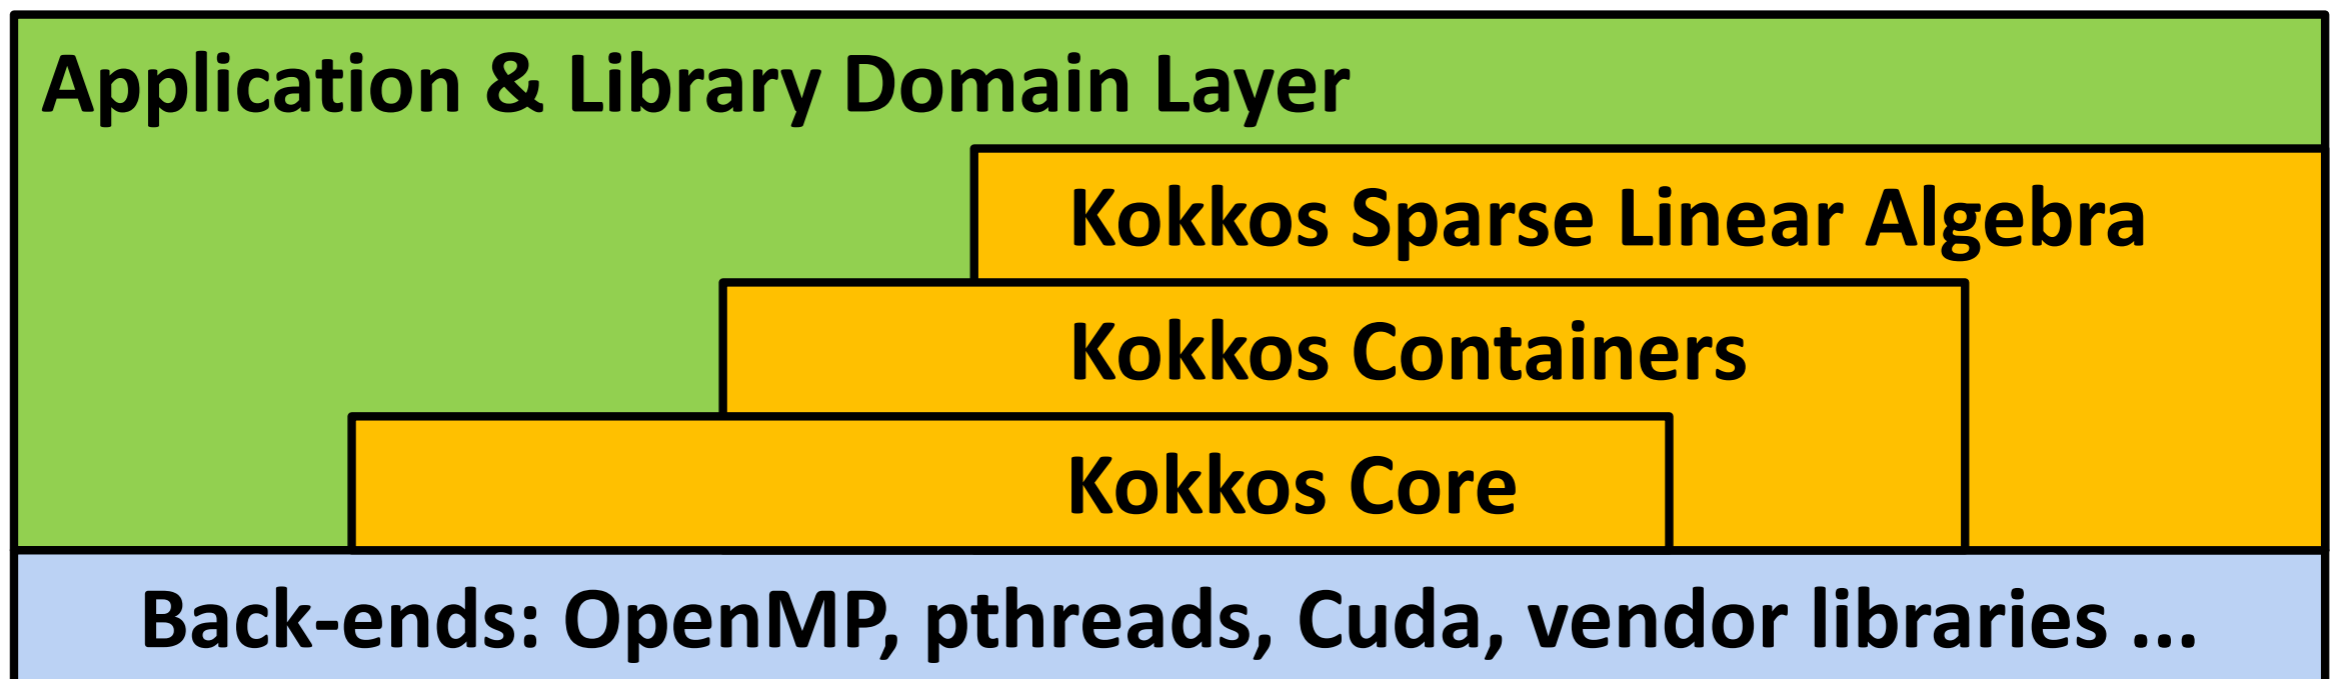 Application & Library Domain Layer
Kokkos Sparse Linear Algebra
Kokkos Containers
Kokkos Core
Back-ends: OpenMP, pthreads, Cuda, vendor libraries ...